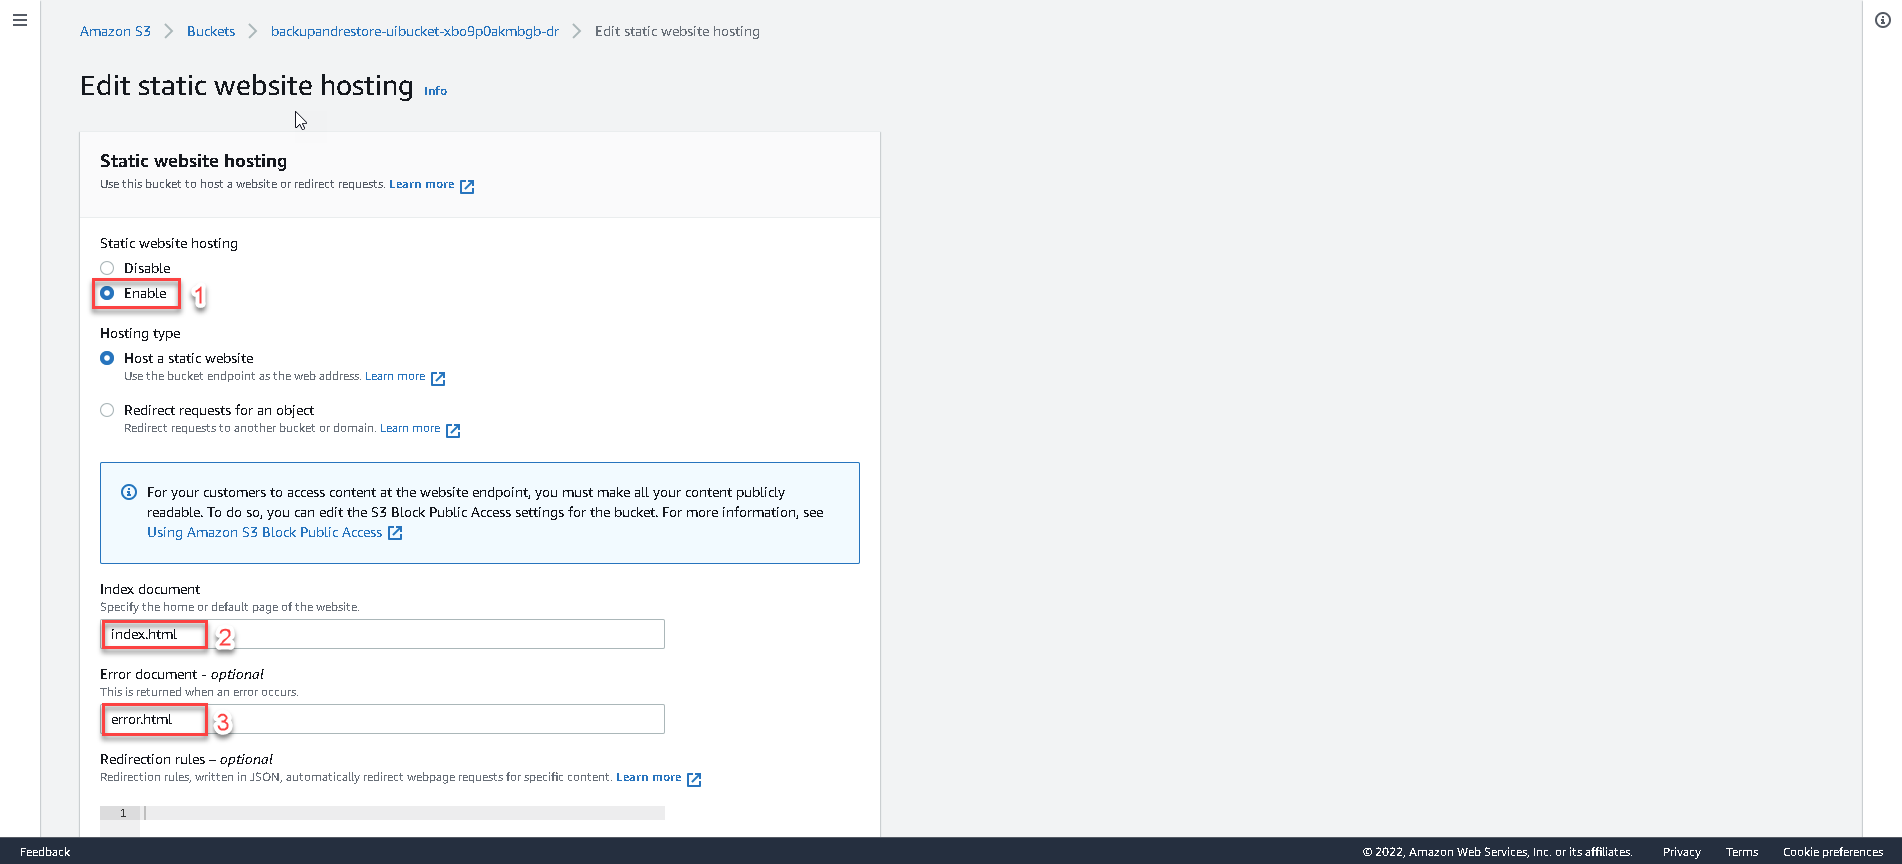 Amazon S3 Buckets backupandrestore-uibucket-xbo9p0akmbgb-dr Edit static website hosting
Edit static website hosting Info
Static website hosting
Use this bucket to host a website or redirect requests. Learn more
Static website hosting
Disable
Enable 1
Hosting type
Host a static website
Use the bucket endpoint as the web address. Learn more
Redirect requests for an object
Redirect requests to another bucket or domain. Learn more
For your customers to access content at the website endpoint, you must make all your content publicly
readable. To do so, you can edit the S3 Block Public Access settings for the bucket. For more information, see
Using Amazon S3 Block Public Access
Index document
Specify the home or default page of the website.
index.html 2
Error document - optional
This is returned when an error occurs.
error.html 3
Redirection rules – optional
Redirection rules, written in JSON, automatically redirect webpage requests for specific content. Learn more
1
Feedback © 2022, Amazon Web Services, Inc. or its affiliates. Privacy Terms Cookie preferences